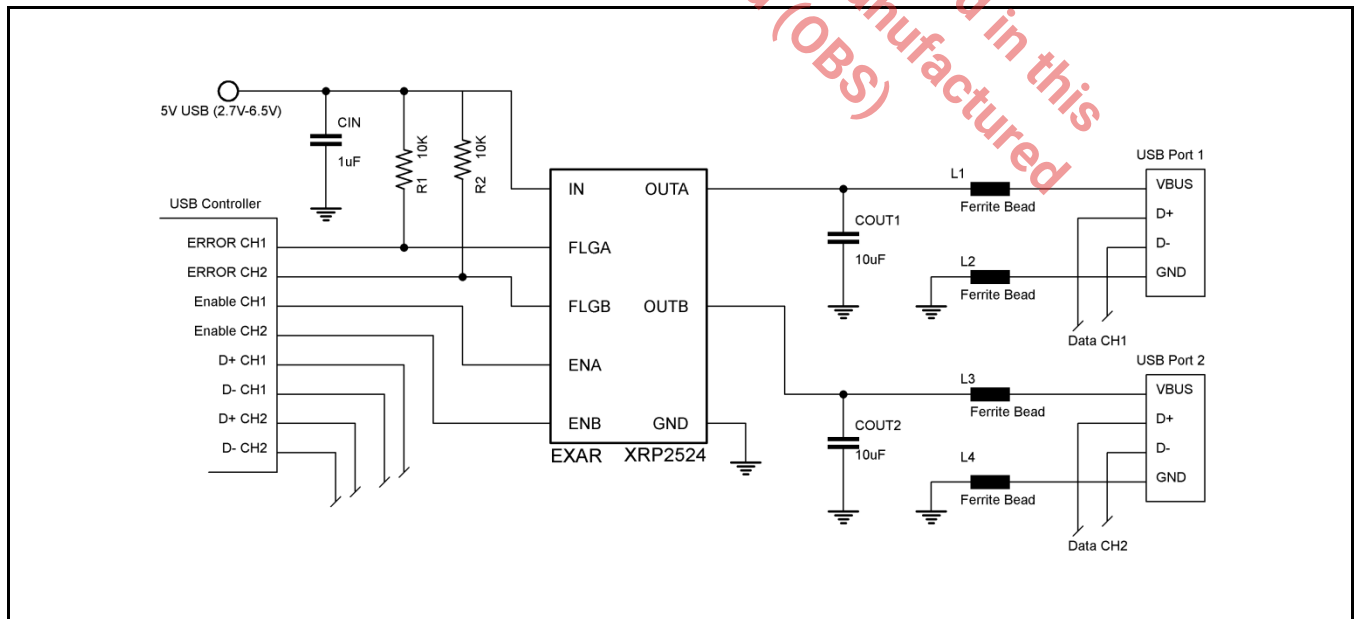 d in this
nufactured
d (OBS)
5V USB (2.7V-6.5V)
CIN
1uF
10K
R1
10K
R2
USB Controller
ERROR CH1
ERROR CH2
Enable CH1
Enable CH2
D+ CH1
D- CH1
D+ CH2
D- CH2
IN
FLGA
FLGB
ENA
ENB
OUTA
OUTB
GND
EXAR XRP2524
COUT1
10uF
COUT2
10uF
L1
Ferrite Bead
L2
Ferrite Bead
L3
Ferrite Bead
L4
Ferrite Bead
USB Port 1
VBUS
D+
D-
GND
Data CH1
USB Port 2
VBUS
D+
D-
GND
Data CH2